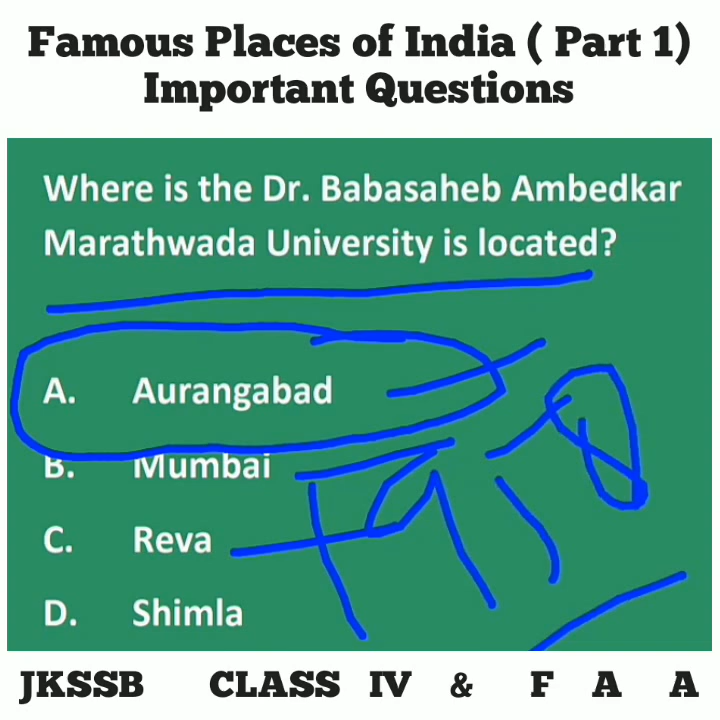 Famous Places of India ( Part 1)
Important Questions
Where is the Dr. Babasaheb Ambedkar
Marathwada University is located?
A. Aurangabad
B. Mumbai
C. Reva
D. Shimla
JKSSB CLASS IV & F A A